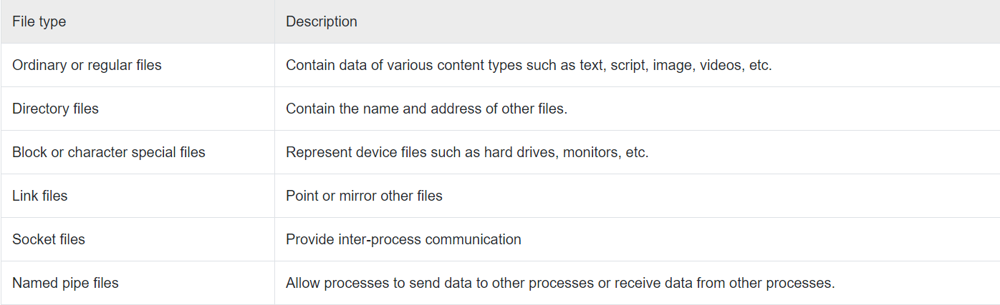 File type Description
Ordinary or regular files Contain data of various content types such as text, script, image, videos, etc.
Directory files Contain the name and address of other files.
Block or character special files Represent device files such as hard drives, monitors, etc.
Link files Point or mirror other files
Socket files Provide inter-process communication
Named pipe files Allow processes to send data to other processes or receive data from other processes.